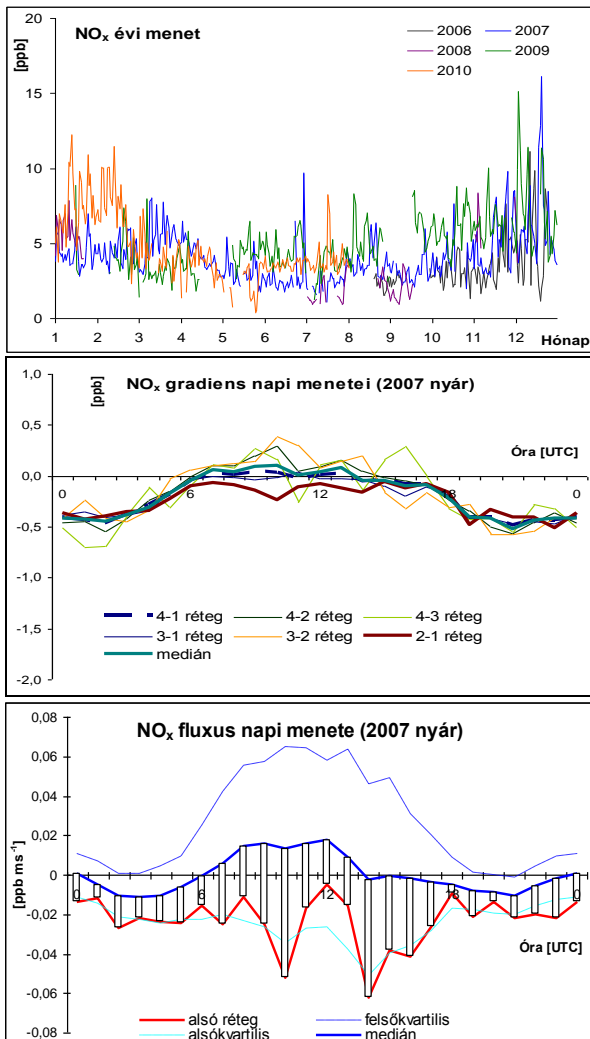 NOₓ évi menet
[ppb]
2006 2007
2008 2009
2010
20
15
10
5
0
1 2 3 4 5 6 7 8 9 10 11 12 Hónap
NOₓ gradiens napi menetei (2007 nyár)
[ppb]
Óra [UTC]
1,0
0,5
0,0
-0,5
-1,0
-1,5
-2,0
0 6 12 18 0
4-1 réteg 4-2 réteg 4-3 réteg
3-1 réteg 3-2 réteg 2-1 réteg
medián
NOₓ fluxus napi menete (2007 nyár)
[ppb ms⁻¹]
0,08
0,06
0,04
0,02
0
-0,02
-0,04
-0,06
-0,08
0 6 12 18 0
Óra [UTC]
alsó réteg felsőkvartilis
alsókvartilis medián